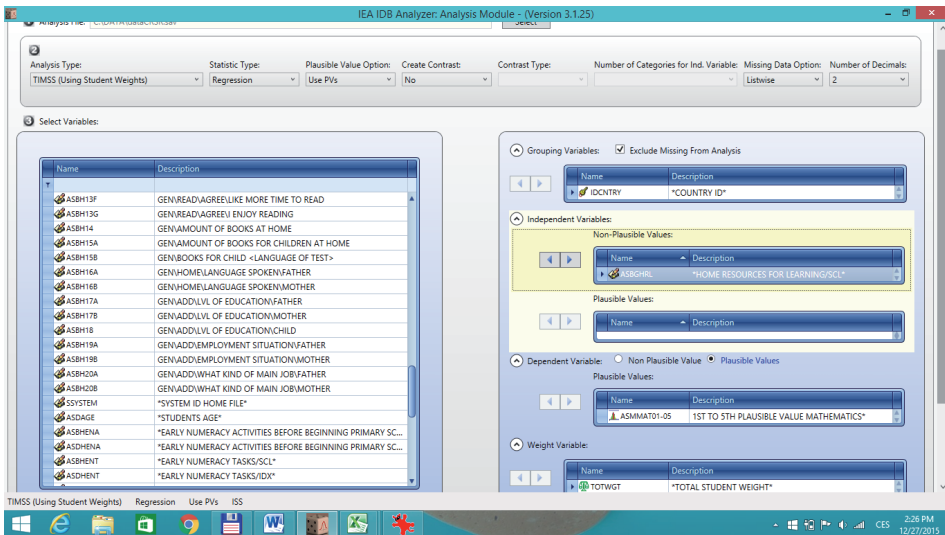 IEA IDB Analyzer: Analysis Module - (Version 3.1.25)
Analysis File: C:\DATA\dataCRSR.sav Select
2
Analysis Type: Statistic Type: Plausible Value Option: Create Contrast: Contrast Type: Number of Categories for Ind. Variable: Missing Data Option: Number of Decimals:
TIMSS (Using Student Weights) Regression Use PVs No Listwise 2
3 Select Variables:
Name Description
ASBH13F GEN\READ\AGREE\LIKE MORE TIME TO READ
ASBH13G GEN\READ\AGREE\I ENJOY READING
ASBH14 GEN\AMOUNT OF BOOKS AT HOME
ASBH15A GEN\AMOUNT OF BOOKS FOR CHILDREN AT HOME
ASBH15B GEN\BOOKS FOR CHILD <LANGUAGE OF TEST>
ASBH16A GEN\HOME\LANGUAGE SPOKEN\FATHER
ASBH16B GEN\HOME\LANGUAGE SPOKEN\MOTHER
ASBH17A GEN\ADD\LVL OF EDUCATION\FATHER
ASBH17B GEN\ADD\LVL OF EDUCATION\MOTHER
ASBH18 GEN\ADD\LVL OF EDUCATION\CHILD
ASBH19A GEN\ADD\EMPLOYMENT SITUATION\FATHER
ASBH19B GEN\ADD\EMPLOYMENT SITUATION\MOTHER
ASBH20A GEN\ADD\WHAT KIND OF MAIN JOB\FATHER
ASBH20B GEN\ADD\WHAT KIND OF MAIN JOB\MOTHER
SSYSTEM *SYSTEM ID HOME FILE*
ASDAGE *STUDENTS AGE*
ASBHENA *EARLY NUMERACY ACTIVITIES BEFORE BEGINNING PRIMARY SC...
ASDHENA *EARLY NUMERACY ACTIVITIES BEFORE BEGINNING PRIMARY SC...
ASBHENT *EARLY NUMERACY TASKS/SCL*
ASDHENT *EARLY NUMERACY TASKS/IDX*
Grouping Variables: Exclude Missing From Analysis
Name Description
IDCNTRY *COUNTRY ID*
Independent Variables:
Non-Plausible Values:
Name Description
ASBGHRL *HOME RESOURCES FOR LEARNING/SCL*
Plausible Values:
Name Description
Dependent Variable: Non Plausible Value Plausible Values
Plausible Values:
Name Description
ASMMAT01-05 1ST TO 5TH PLAUSIBLE VALUE MATHEMATICS*
Weight Variable:
Name Description
TOTWGT *TOTAL STUDENT WEIGHT*
TIMSS (Using Student Weights) Regression Use PVs ISS
CES
2:26 PM
12/27/2015